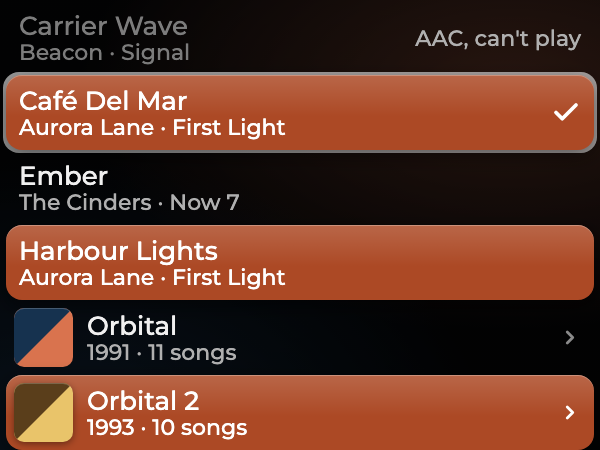 Carrier Wave
Beacon · Signal
AAC, can't play
Café Del Mar
Aurora Lane · First Light
Ember
The Cinders · Now 7
Harbour Lights
Aurora Lane · First Light
Orbital
1991 · 11 songs
Orbital 2
1993 · 10 songs